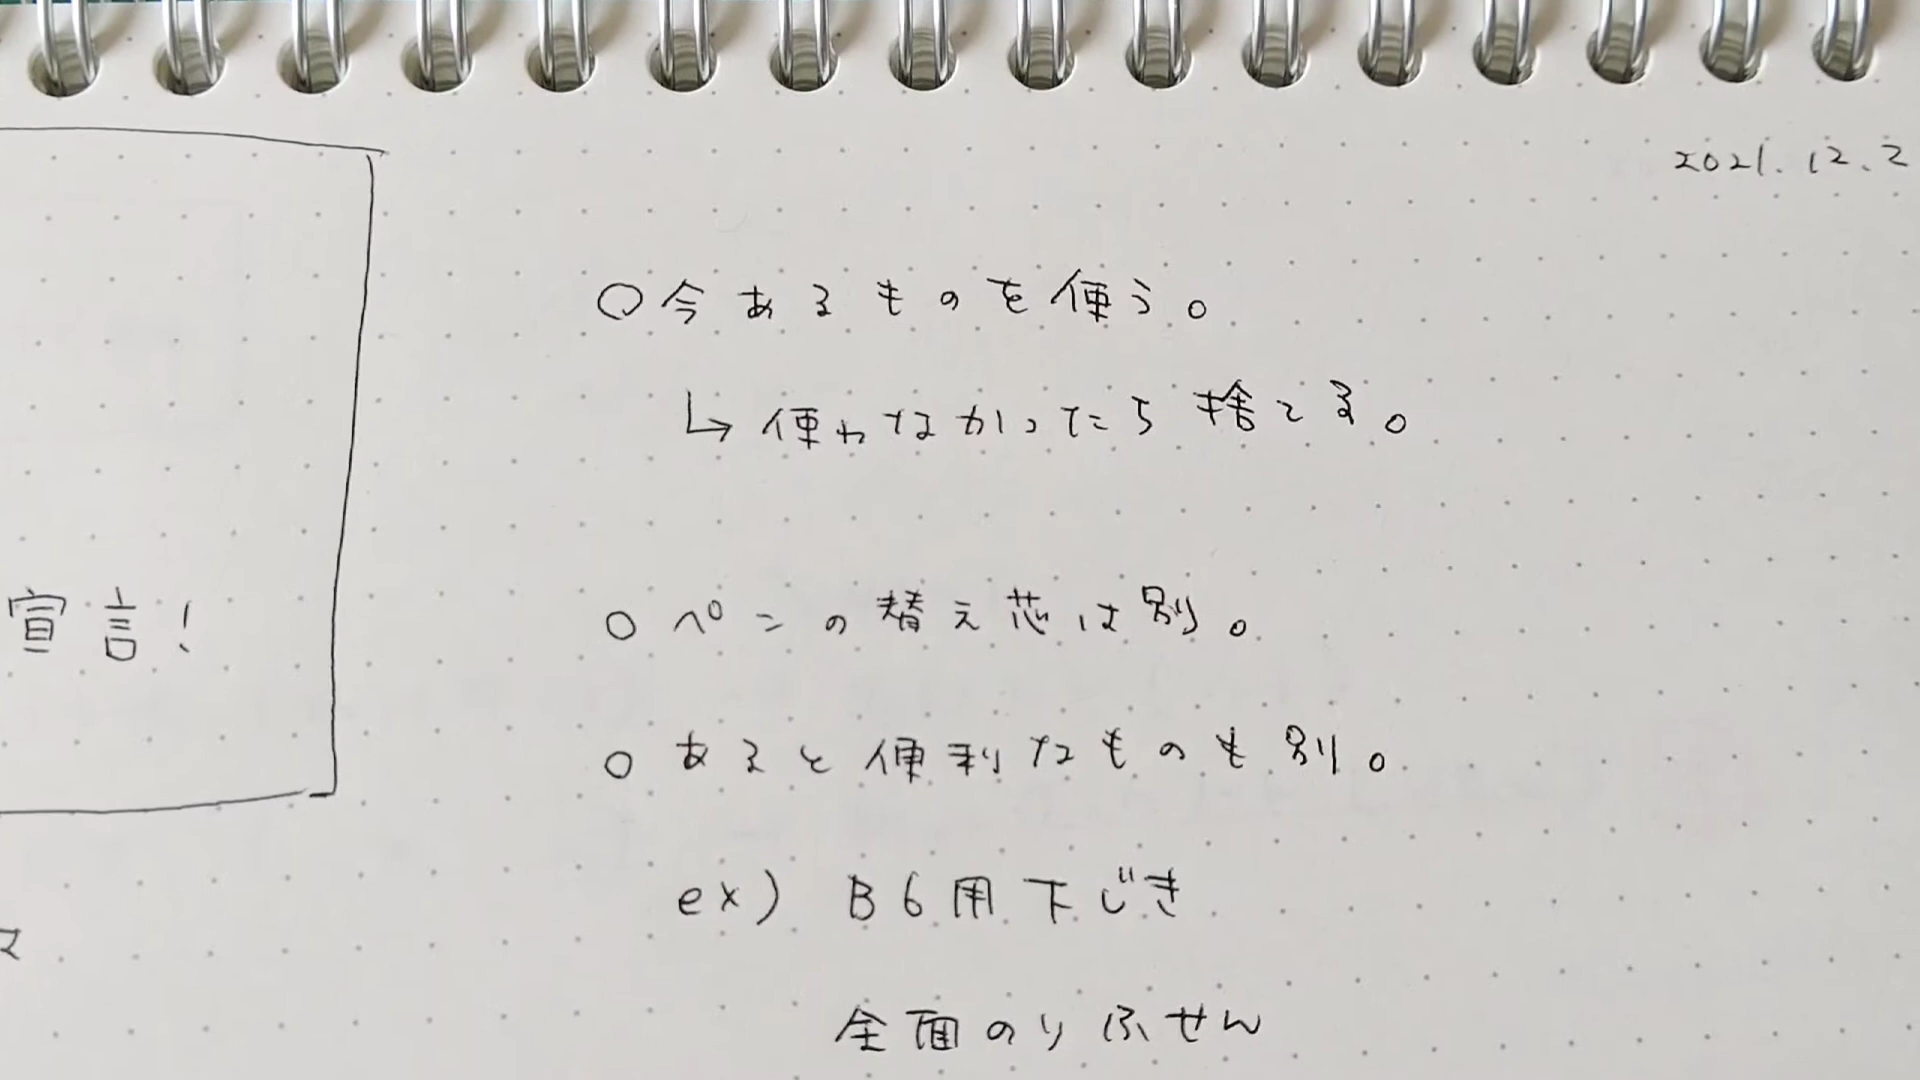 2021.12.2
○今あるものを使う。
↳使わなかったら捨てる。
○ペンの替え芯は別。
○あると便利なものも別。
ex) B6用下じき
全面のりふせん
宣言!